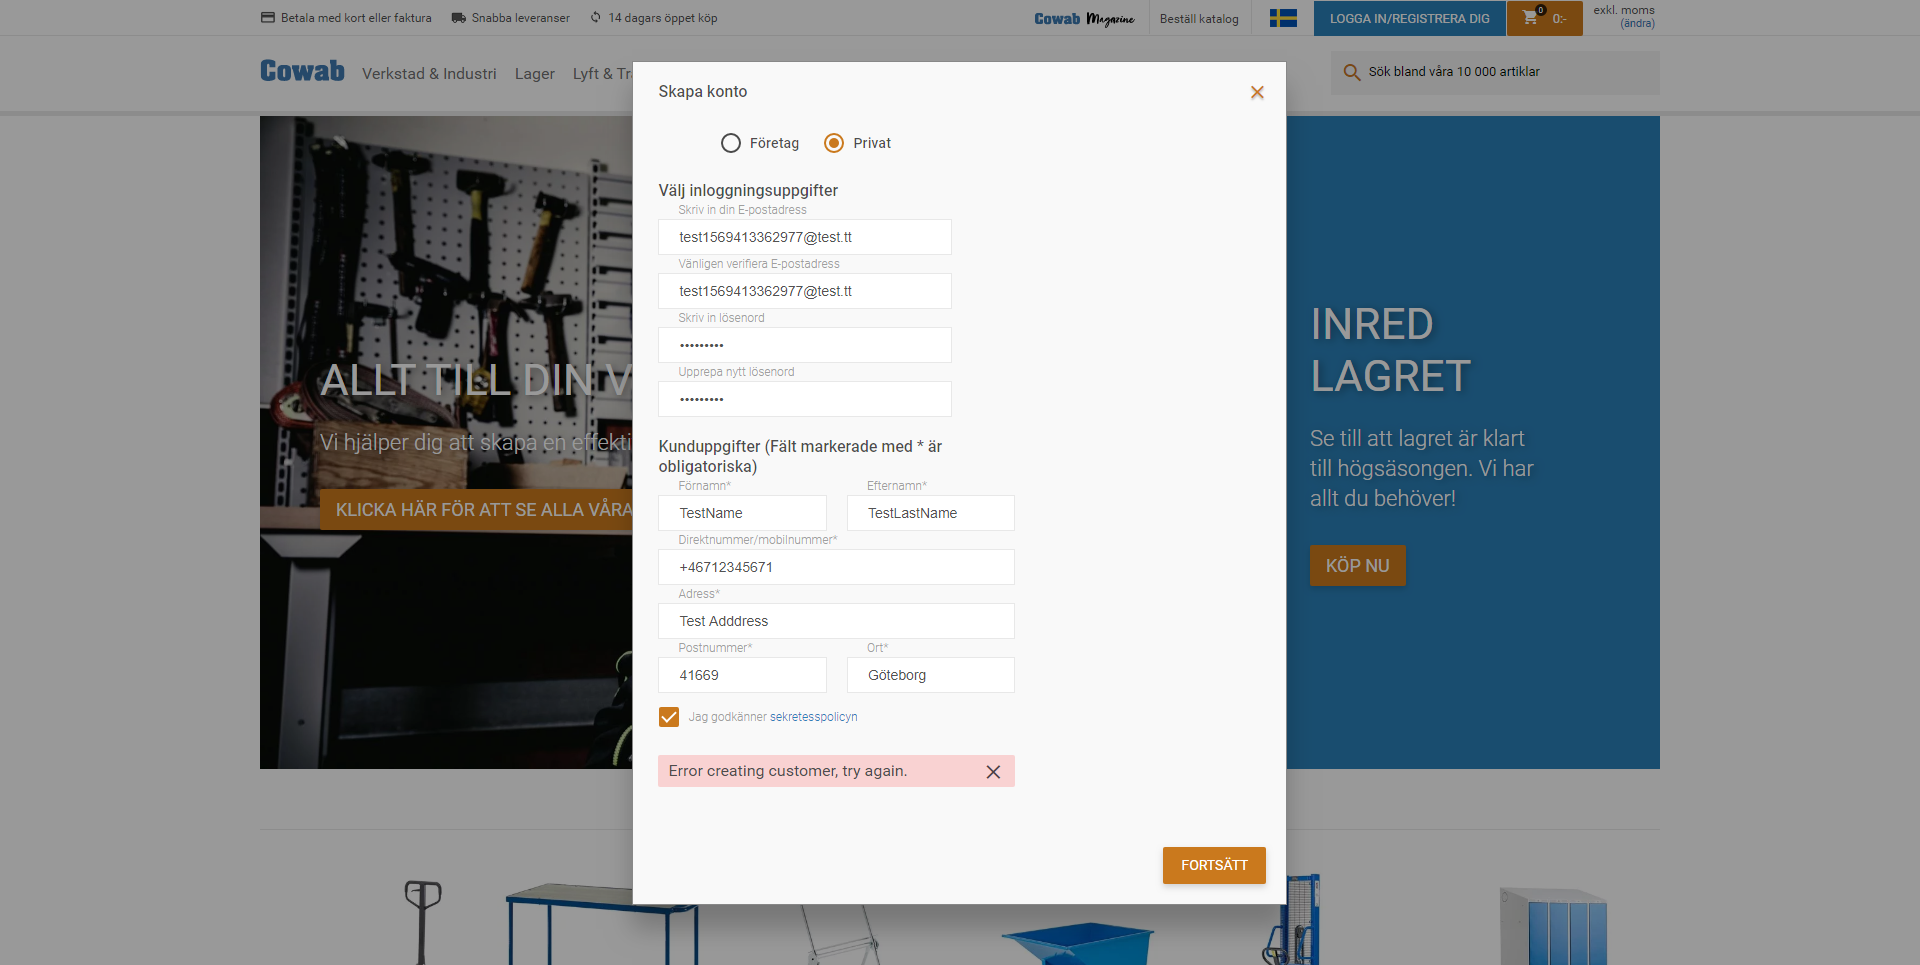 Betala med kort eller faktura
Snabba leveranser
14 dagars öppet köp
Cowab Magazine
Beställ katalog
LOGGA IN/REGISTRERA DIG
0
0:-
exkl. moms
(ändra)
Cowab
Verkstad & Industri
Lager
Lyft &
Sök bland våra 10 000 artiklar
Skapa konto
Företag
Privat
Välj inloggningsuppgifter
Skriv in din E-postadress
test1569413362977@test.tt
Vänligen verifiera E-postadress
test1569413362977@test.tt
Skriv in lösenord
•••••••••
Upprepa nytt lösenord
•••••••••
Kunduppgifter (Fält markerade med * är
obligatoriska)
Förnamn*
Efternamn*
TestName
TestLastName
Direktnummer/mobilnummer*
+46712345671
Adress*
Test Adddress
Postnummer*
Ort*
41669
Göteborg
Jag godkänner sekretesspolicyn
Error creating customer, try again.
FORTSÄTT
ALLT TILL DIN V
Vi hjälper dig att skapa en effekti
KLICKA HÄR FÖR ATT SE ALLA VÅRA
INRED
LAGRET
Se till att lagret är klart
till högsäsongen. Vi har
allt du behöver!
KÖP NU